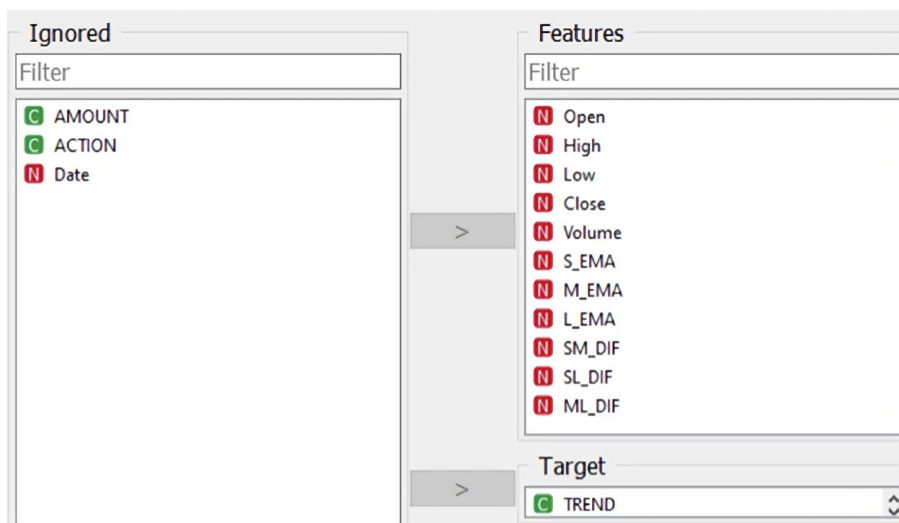 Ignored
Filter
C AMOUNT
C ACTION
N Date
>
>
Features
Filter
N Open
N High
N Low
N Close
N Volume
N S_EMA
N M_EMA
N L_EMA
N SM_DIF
N SL_DIF
N ML_DIF
Target
C TREND